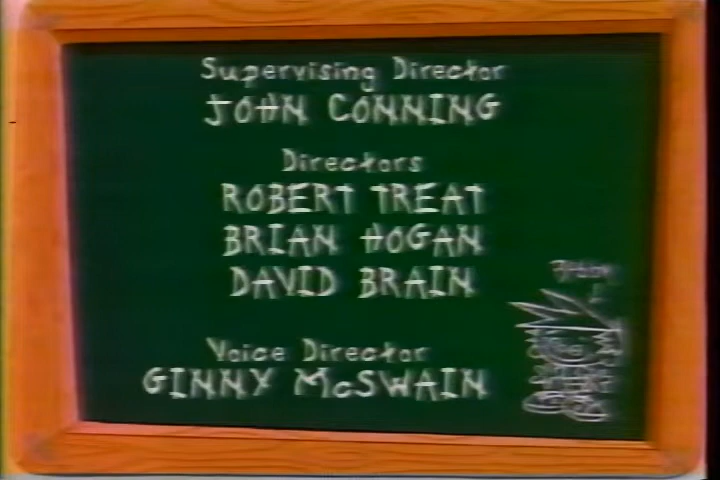 Supervising Director
JOHN CONNING
Directors
ROBERT TREAT
BRIAN HOGAN
DAVID BRAIN
Voice Director
GINNY McSWAIN